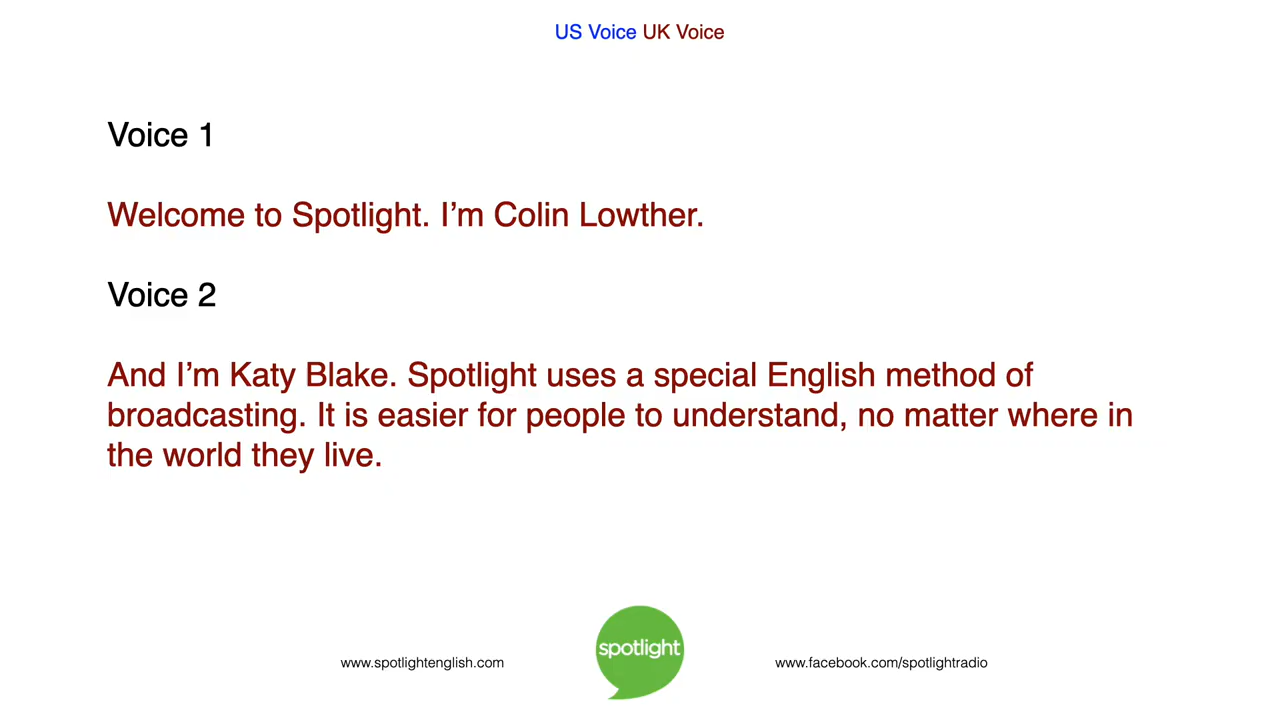 US Voice UK Voice
Voice 1
Welcome to Spotlight. I’m Colin Lowther.
Voice 2
And I’m Katy Blake. Spotlight uses a special English method of
broadcasting. It is easier for people to understand, no matter where in
the world they live.
spotlight
www.spotlightenglish.com
www.facebook.com/spotlightradio